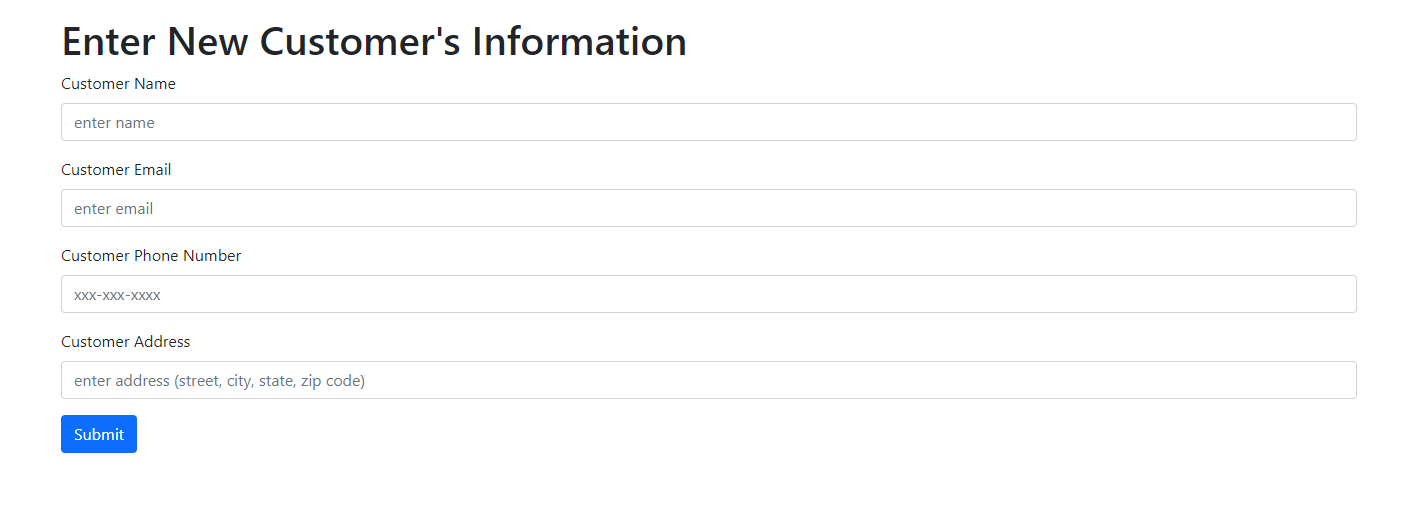 Enter New Customer's Information
Customer Name
enter name
Customer Email
enter email
Customer Phone Number
xxx-xxx-xxxx
Customer Address
enter address (street, city, state, zip code)
Submit